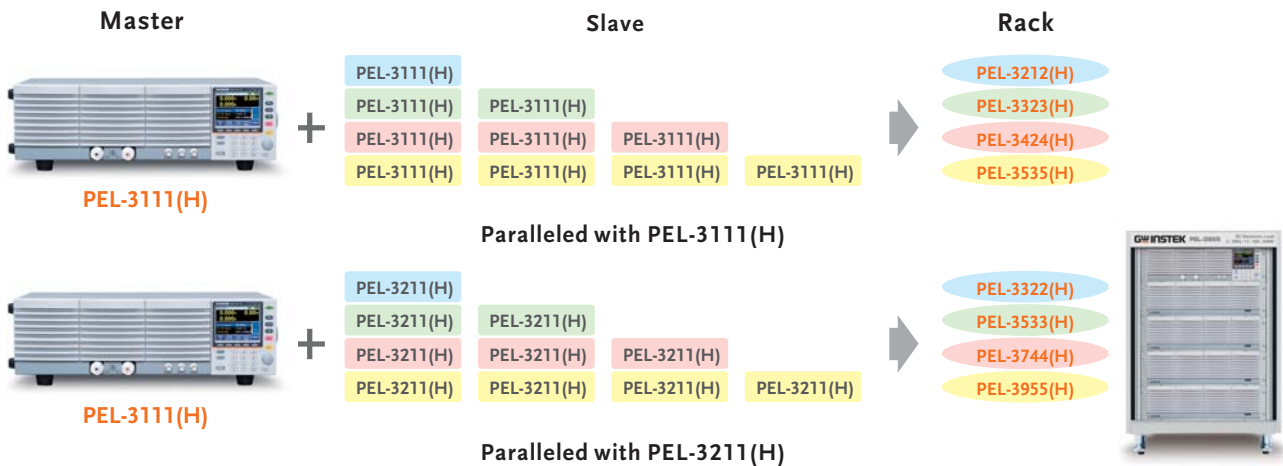 Master Slave Rack
PEL-3111(H) PEL-3212(H)
PEL-3111(H) PEL-3111(H) PEL-3323(H)
PEL-3111(H) PEL-3111(H) PEL-3111(H) PEL-3424(H)
+
PEL-3111(H) PEL-3111(H) PEL-3111(H) PEL-3111(H) PEL-3535(H)
PEL-3111(H)
Paralleled with PEL-3111(H)
GW INSTEK
PEL-3211(H) PEL-3322(H)
PEL-3211(H) PEL-3211(H) PEL-3533(H)
+
PEL-3211(H) PEL-3211(H) PEL-3211(H) PEL-3744(H)
PEL-3211(H) PEL-3211(H) PEL-3211(H) PEL-3211(H) PEL-3955(H)
PEL-3111(H)
Paralleled with PEL-3211(H)